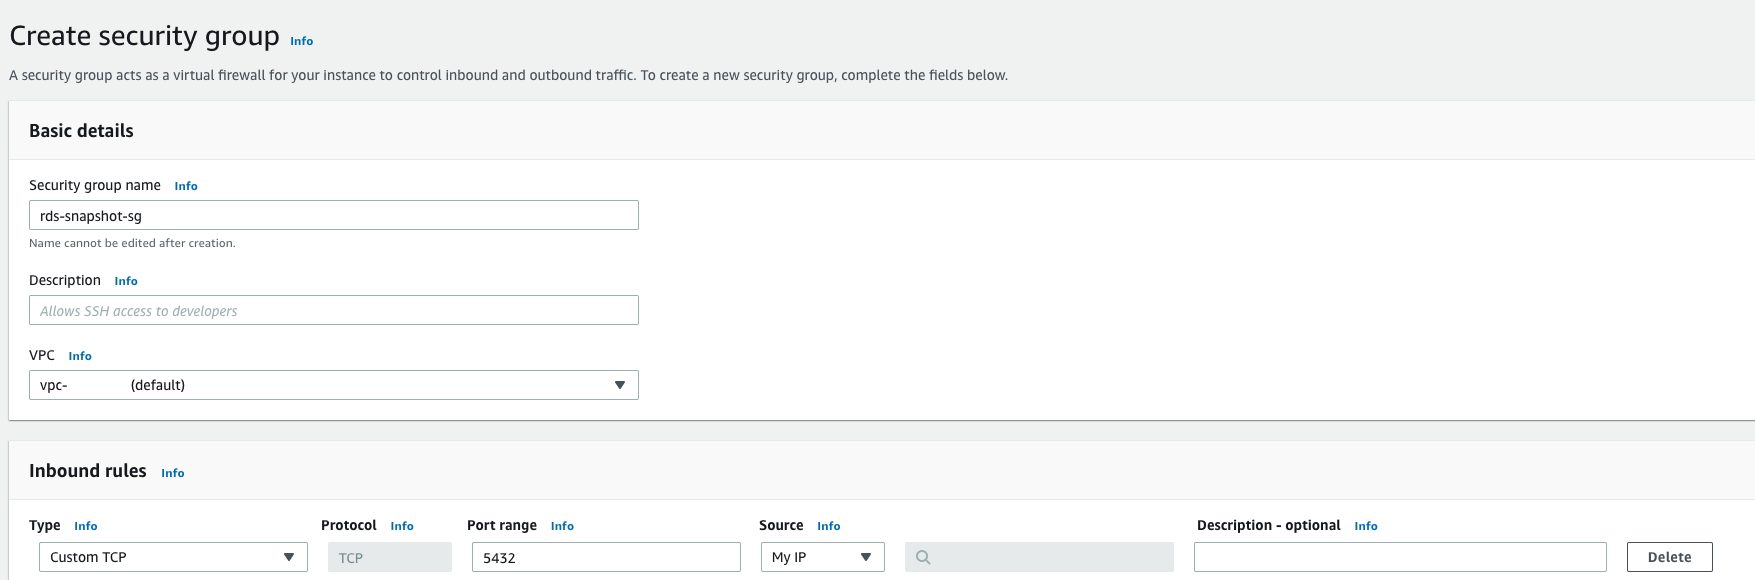 Create security group Info
A security group acts as a virtual firewall for your instance to control inbound and outbound traffic. To create a new security group, complete the fields below.
Basic details
Security group name Info
rds-snapshot-sg
Name cannot be edited after creation.
Description Info
Allows SSH access to developers
VPC Info
vpc- (default)
Inbound rules Info
Type Info Protocol Info Port range Info Source Info Description - optional Info
Custom TCP TCP 5432 My IP Delete